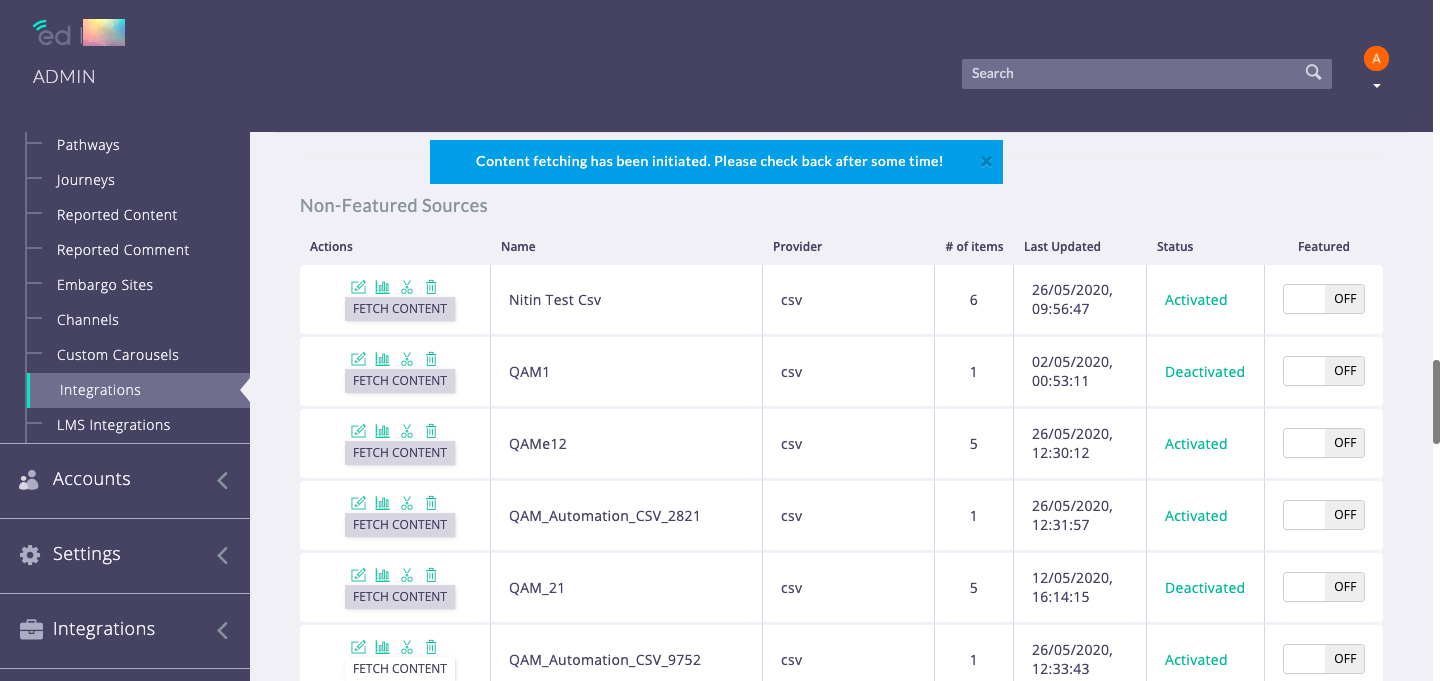 ed
ADMIN
Search
A
Pathways
Journeys
Reported Content
Reported Comment
Embargo Sites
Channels
Custom Carousels
Integrations
LMS Integrations
Accounts
Settings
Integrations
Content fetching has been initiated. Please check back after some time!
Non-Featured Sources
Actions Name Provider # of items Last Updated Status Featured
FETCH CONTENT Nitin Test Csv csv 6 26/05/2020, 09:56:47 Activated OFF
FETCH CONTENT QAM1 csv 1 02/05/2020, 00:53:11 Deactivated OFF
FETCH CONTENT QAMe12 csv 5 26/05/2020, 12:30:12 Activated OFF
FETCH CONTENT QAM_Automation_CSV_2821 csv 1 26/05/2020, 12:31:57 Activated OFF
FETCH CONTENT QAM_21 csv 5 12/05/2020, 16:14:15 Deactivated OFF
FETCH CONTENT QAM_Automation_CSV_9752 csv 1 26/05/2020, 12:33:43 Activated OFF